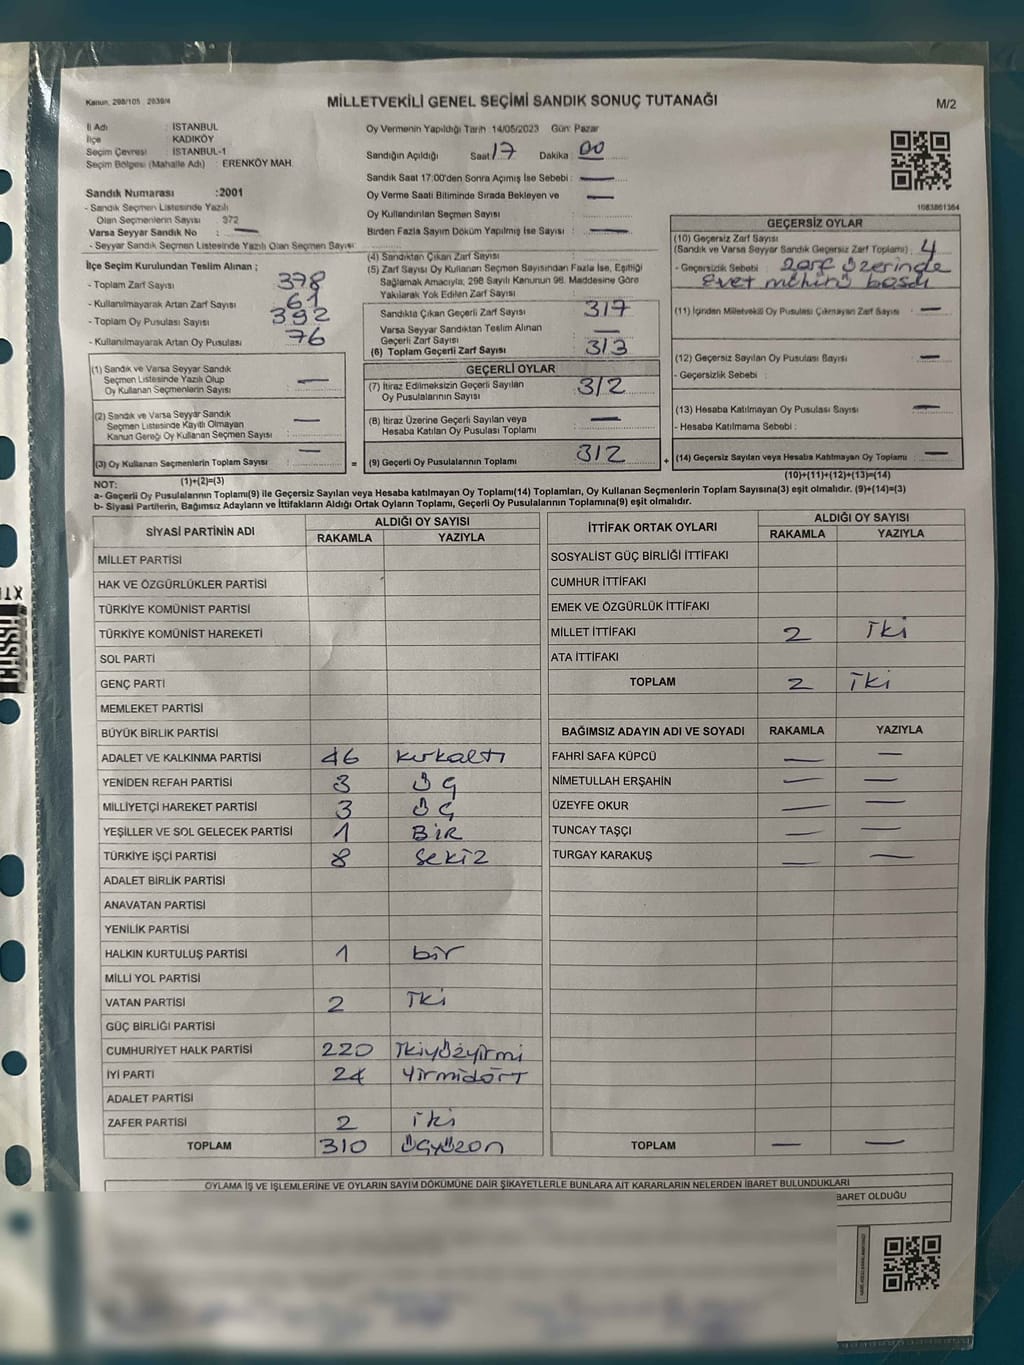 Kanun, 298/105 2839/4
MİLLETVEKİLİ GENEL SEÇİMİ SANDIK SONUÇ TUTANAĞI
M/2
İl Adı : İSTANBUL
İlçe : KADIKÖY
Seçim Çevresi : İSTANBUL-1
Seçim Bölgesi (Mahalle Adı) : ERENKÖY MAH.
Sandık Numarası :2001
- Sandık Seçmen Listesinde Yazılı
Olan Seçmenlerin Sayısı : 372
Varsa Seyyar Sandık No : —
- Seyyar Sandık Seçmen Listesinde Yazılı Olan Seçmen Sayısı:
Oy Vermenin Yapıldığı Tarih :14/05/2023 Gün: Pazar
Sandığın Açıldığı Saat 17 Dakika 00
Sandık Saat 17:00'den Sonra Açımış İse Sebebi : —
Oy Verme Saati Bitiminde Sırada Bekleyen ve —
Oy Kullandırılan Seçmen Sayısı :
Birden Fazla Sayım Döküm Yapılmış İse Sayısı : —
1083861364
İlçe Seçim Kurulundan Teslim Alınan ;
- Toplam Zarf Sayısı : 378
- Kullanılmayarak Artan Zarf Sayısı : 61
- Toplam Oy Pusulası Sayısı : 392
- Kullanılmayarak Artan Oy Pusulası : 76
(1) Sandık ve Varsa Seyyar Sandık
Seçmen Listesinde Yazılı Olup
Oy Kullanan Seçmenlerin Sayısı : —
(2) Sandık ve Varsa Seyyar Sandık
Seçmen Listesinde Kayıtlı Olmayan
Kanun Gereği Oy Kullanan Seçmen Sayısı : —
(3) Oy Kullanan Seçmenlerin Toplam Sayısı : —
(1)+(2)=(3)
(4) Sandıktan Çıkan Zarf Sayısı :
(5) Zarf Sayısı Oy Kullanan Seçmen Sayısından Fazla İse, Eşitliği
Sağlamak Amacıyla, 298 Sayılı Kanunun 98. Maddesine Göre
Yakılarak Yok Edilen Zarf Sayısı :
Sandıkta Çıkan Geçerli Zarf Sayısı : 317
Varsa Seyyar Sandıktan Teslim Alınan
Geçerli Zarf Sayısı : —
(6) Toplam Geçerli Zarf Sayısı : 313
GEÇERLİ OYLAR
(7) İtiraz Edilmeksizin Geçerli Sayılan
Oy Pusulalarının Sayısı : 312
(8) İtiraz Üzerine Geçerli Sayılan veya
Hesaba Katılan Oy Pusulası Toplamı : —
= (9) Geçerli Oy Pusulalarının Toplamı : 312 +
GEÇERSİZ OYLAR
(10) Geçersiz Zarf Sayısı
(Sandık ve Varsa Seyyar Sandık Geçersiz Zarf Toplamı) : 4
- Geçersizlik Sebebi : zarf üzerinde
Evet mührü basdı
(11) İçinden Milletvekili Oy Pusulası Çıkmayan Zarf Sayısı : —
(12) Geçersiz Sayılan Oy Pusulası Sayısı : —
- Geçersizlik Sebebi :
(13) Hesaba Katılmayan Oy Pusulası Sayısı : —
- Hesaba Katılmama Sebebi :
(14) Geçersiz Sayılan veya Hesaba Katılmayan Oy Toplamı : —
(10)+(11)+(12)+(13)=(14)
NOT:
a- Geçerli Oy Pusulalarının Toplamı(9) ile Geçersiz Sayılan veya Hesaba katılmayan Oy Toplamı(14) Toplamları, Oy Kullanan Seçmenlerin Toplam Sayısına(3) eşit olmalıdır. (9)+(14)=(3)
b- Siyasi Partilerin, Bağımsız Adayların ve İttifakların Aldığı Ortak Oyların Toplamı, Geçerli Oy Pusulalarının Toplamına(9) eşit olmalıdır.
SİYASİ PARTİNİN ADI ALDIĞI OY SAYISI
RAKAMLA YAZIYLA
MİLLET PARTİSİ
HAK VE ÖZGÜRLÜKLER PARTİSİ
TÜRKİYE KOMÜNİST PARTİSİ
TÜRKİYE KOMÜNİST HAREKETİ
SOL PARTİ
GENÇ PARTİ
MEMLEKET PARTİSİ
BÜYÜK BİRLİK PARTİSİ
ADALET VE KALKINMA PARTİSİ 46 kırkaltı
YENİDEN REFAH PARTİSİ 3 Üç
MİLLİYETÇİ HAREKET PARTİSİ 3 Üç
YEŞİLLER VE SOL GELECEK PARTİSİ 1 BİR
TÜRKİYE İŞÇİ PARTİSİ 8 Sekiz
ADALET BİRLİK PARTİSİ
ANAVATAN PARTİSİ
YENİLİK PARTİSİ
HALKIN KURTULUŞ PARTİSİ 1 bir
MİLLİ YOL PARTİSİ
VATAN PARTİSİ 2 İki
GÜÇ BİRLİĞİ PARTİSİ
CUMHURİYET HALK PARTİSİ 220 İkiyüzyirmi
İYİ PARTİ 24 Yirmidört
ADALET PARTİSİ
ZAFER PARTİSİ 2 iki
TOPLAM 310 Üçyüzon
İTTİFAK ORTAK OYLARI ALDIĞI OY SAYISI
RAKAMLA YAZIYLA
SOSYALİST GÜÇ BİRLİĞİ İTTİFAKI
CUMHUR İTTİFAKI
EMEK VE ÖZGÜRLÜK İTTİFAKI
MİLLET İTTİFAKI 2 İki
ATA İTTİFAKI
TOPLAM 2 İki
BAĞIMSIZ ADAYIN ADI VE SOYADI RAKAMLA YAZIYLA
FAHRİ SAFA KÜPCÜ — —
NİMETULLAH ERŞAHİN — —
ÜZEYFE OKUR — —
TUNCAY TAŞÇI — —
TURGAY KARAKUŞ — —
TOPLAM — —
OYLAMA İŞ VE İŞLEMLERİNE VE OYLARIN SAYIM DÖKÜMÜNE DAİR ŞİKAYETLERLE BUNLARA AİT KARARLARIN NELERDEN İBARET BULUNDUKLARI
BARET OLDUĞU